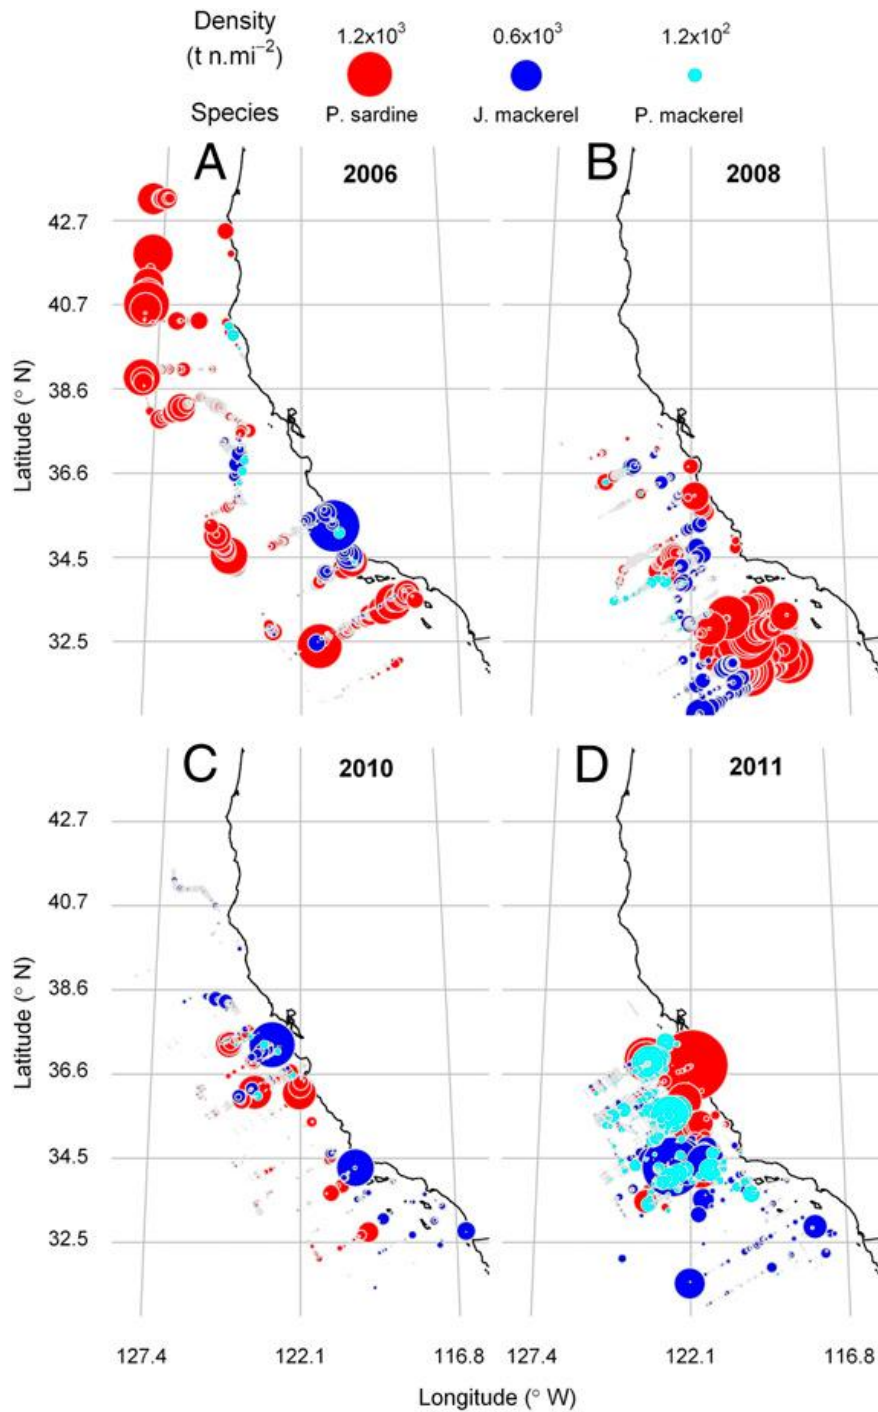 Density
(t n.mi⁻²)
1.2x10³
0.6x10³
1.2x10²
Species
P. sardine
J. mackerel
P. mackerel
A
2006
B
2008
42.7
40.7
38.6
36.6
34.5
32.5
Latitude (° N)
C
2010
D
2011
42.7
40.7
38.6
36.6
34.5
32.5
Latitude (° N)
127.4
122.1
116.8
127.4
122.1
116.8
Longitude (° W)